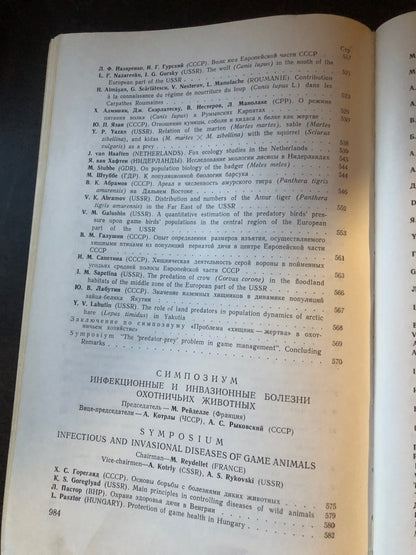 Стр.
Л. Ф. Назаренко, И. Г. Гурский (СССР). Волк юга Европейской части СССР
L. F. Nazarenko, I. G. Gursky (USSR). The wolf (Canis lupus) in the south of the
European part of the USSR . . . 521
H. Almişan, G. Scărlătescu, V. Nesterov, L. Manolache (ROUMANIE). Contribution
à la connaissance du régime de nourriture du loup (Canis lupus L.) dans les
Carpathes Roumaines
Х. Алмишан, Дж. Скэрлатеску, В. Нестеров, Л. Манолаке (СРР). О режиме
питания волка (Canis lupus) в Румынских Карпатах
Ю. П. Язан (СССР). Отношения куницы, соболя и кидаса к белке как жертве
Y. P. Yazan (USSR). Relation of the marten (Martes martes), sable (Martes
zibellina), and kidas (M. martes × M. zibellina) with the squirrel (Sciurus
vulgaris) as a prey
J. van Haaften (NETHERLANDS). Fox ecology studies in the Netherlands
Я. ван Хафтен (НИДЕРЛАНДЫ). Исследование экологии лисицы в Нидерландах
M. Stubbe (GDR). On population biology of the badger (Meles meles)
М. Штуббе (ГДР). К популяционной биологии барсука
В. К. Абрамов (СССР). Ареал и численность амурского тигра (Panthera tigris
amurensis) на Дальнем Востоке
V. K. Abramov (USSR). Distribution and numbers of the Amur tiger (Panthera
tigris amurensis) in the Far East of the USSR
V. M. Galushin (USSR). A quantitative estimation of the predatory birds' pressure
upon game birds' populations in the central region of the European part of
the USSR
В. М. Галушин (СССР). Опыт определения размеров изъятия, осуществляемого
хищными птицами из популяций пернатой дичи в центре Европейской части
СССР
Н. М. Сапетина (СССР). Хищническая деятельность серой вороны в пойменных
угодьях средней полосы Европейской части СССР
I. M. Sapetina (USSR). Predation of the crow (Corvus corone) in the floodland
habitats of the middle zone of the European part of the USSR
Ю. В. Лабутин (СССР). Значение наземных хищников в динамике популяций
зайца-беляка Якутии
Y. V. Labutin (USSR). The role of land predators in population dynamics of arctic
hare (Lepus timidus) in Yakutia
Заключение по симпозиуму «Проблема «хищник — жертва» в охотничьем
хозяйстве»
Symposium "The 'predator-prey' problem in game management". Concluding
Remarks . . . 570
СИМПОЗИУМ
ИНФЕКЦИОННЫЕ И ИНВАЗИОННЫЕ БОЛЕЗНИ
ОХОТНИЧЬИХ ЖИВОТНЫХ
Председатель — М. Рейделле (Франция)
Вице-председатели — А. Котрлы (ЧССР), А. С. Рыковский (СССР)
SYMPOSIUM
INFECTIOUS AND INVASIONAL DISEASES OF GAME ANIMALS
Chairman—M. Reydellet (FRANCE)
Vice-chairmen—A. Kotrly (CSSR), A. S. Rykovski (USSR)
Х. С. Горегляд (СССР). Основы борьбы с болезнями диких животных
K. S. Goreglyad (USSR). Main principles in controlling diseases of wild animals . . . 575
Л. Пастор (ВНР). Охрана здоровья дичи в Венгрии . . . 580
L. Pasztor (HUNGARY). Protection of game health in Hungary . . . 582
984